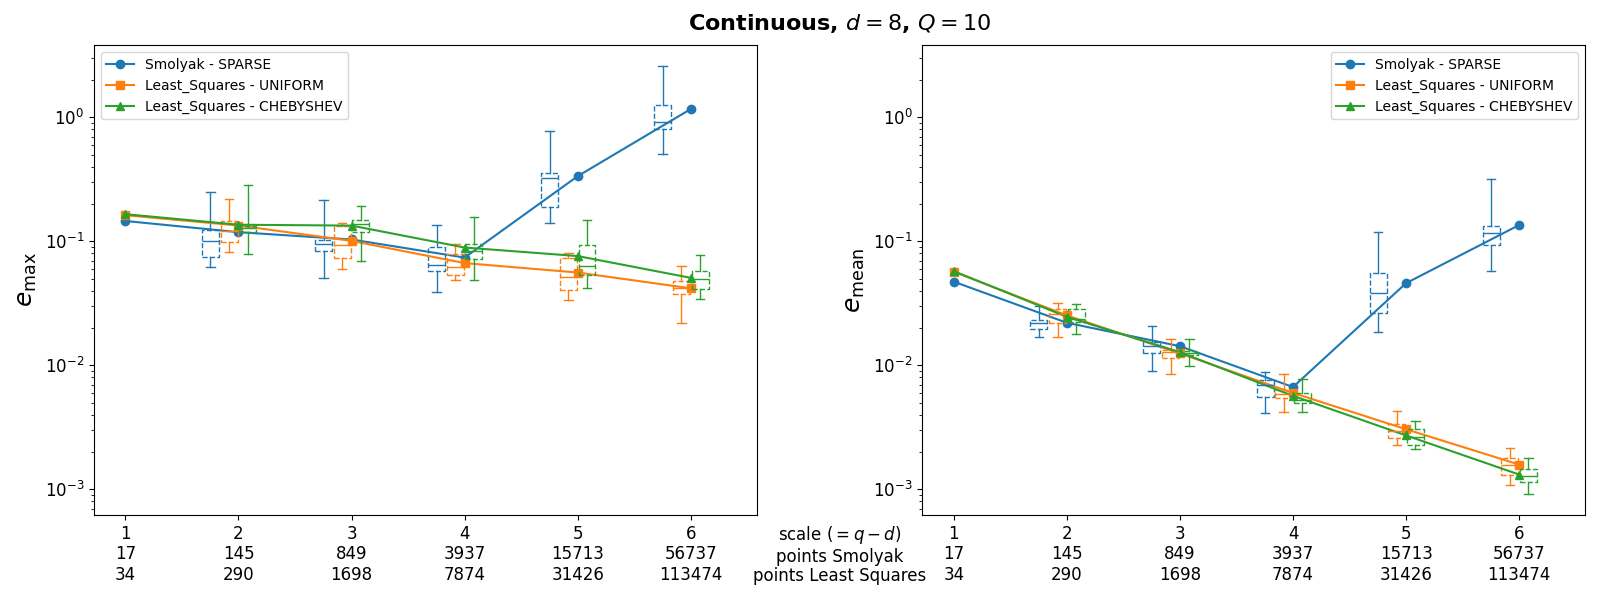 Continuous, d = 8, Q = 10
Smolyak - SPARSE
Least_Squares - UNIFORM
Least_Squares - CHEBYSHEV
10^0
10^-1
10^-2
10^-3
e_max
1 2 3 4 5 6
17 145 849 3937 15713 56737
34 290 1698 7874 31426 113474
scale (= q − d)
points Smolyak
points Least Squares
Smolyak - SPARSE
Least_Squares - UNIFORM
Least_Squares - CHEBYSHEV
10^0
10^-1
10^-2
10^-3
e_mean
1 2 3 4 5 6
17 145 849 3937 15713 56737
34 290 1698 7874 31426 113474